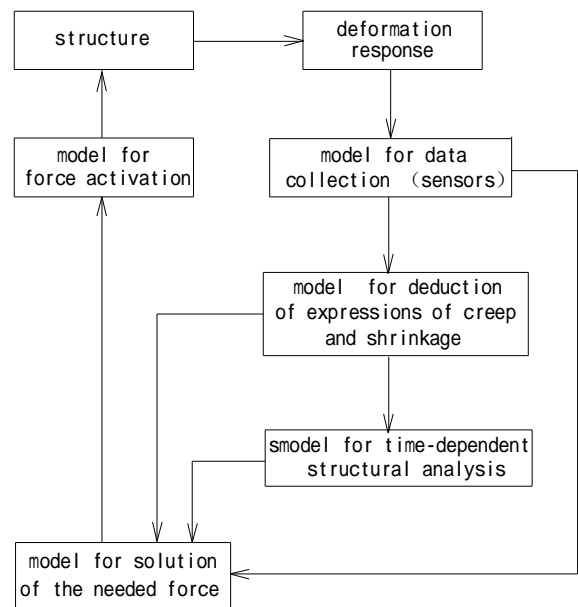 structure
deformation
response
model for
force activation
model for data
collection （sensors）
model for deduction
of expressions of creep
and shrinkage
smodel for time-dependent
structural analysis
model for solution
of the needed force